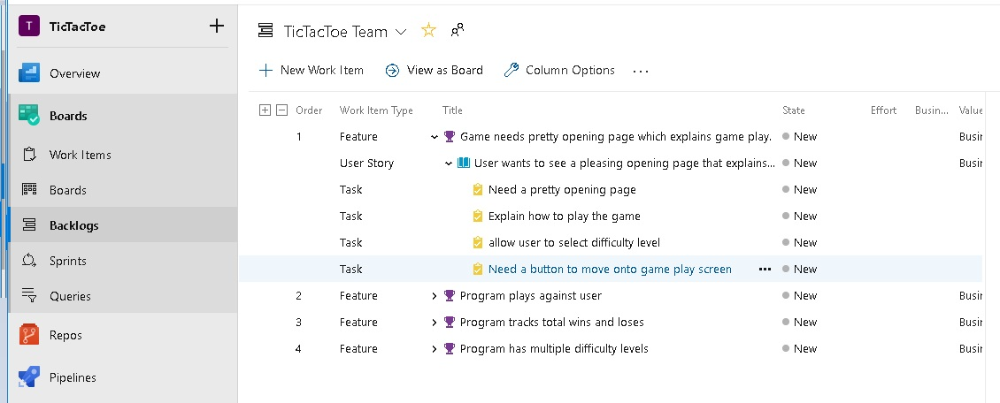 T TicTacToe +
Overview
Boards
Work Items
Boards
Backlogs
Sprints
Queries
Repos
Pipelines
TicTacToe Team
New Work Item View as Board Column Options ...
Order Work Item Type Title State Effort Busin... Value
1 Feature Game needs pretty opening page which explains game play. New Busin
User Story User wants to see a pleasing opening page that explains... New Busin
Task Need a pretty opening page New
Task Explain how to play the game New
Task allow user to select difficulty level New
Task Need a button to move onto game play screen ... New
2 Feature Program plays against user New Busin
3 Feature Program tracks total wins and loses New Busin
4 Feature Program has multiple difficulty levels New Busin